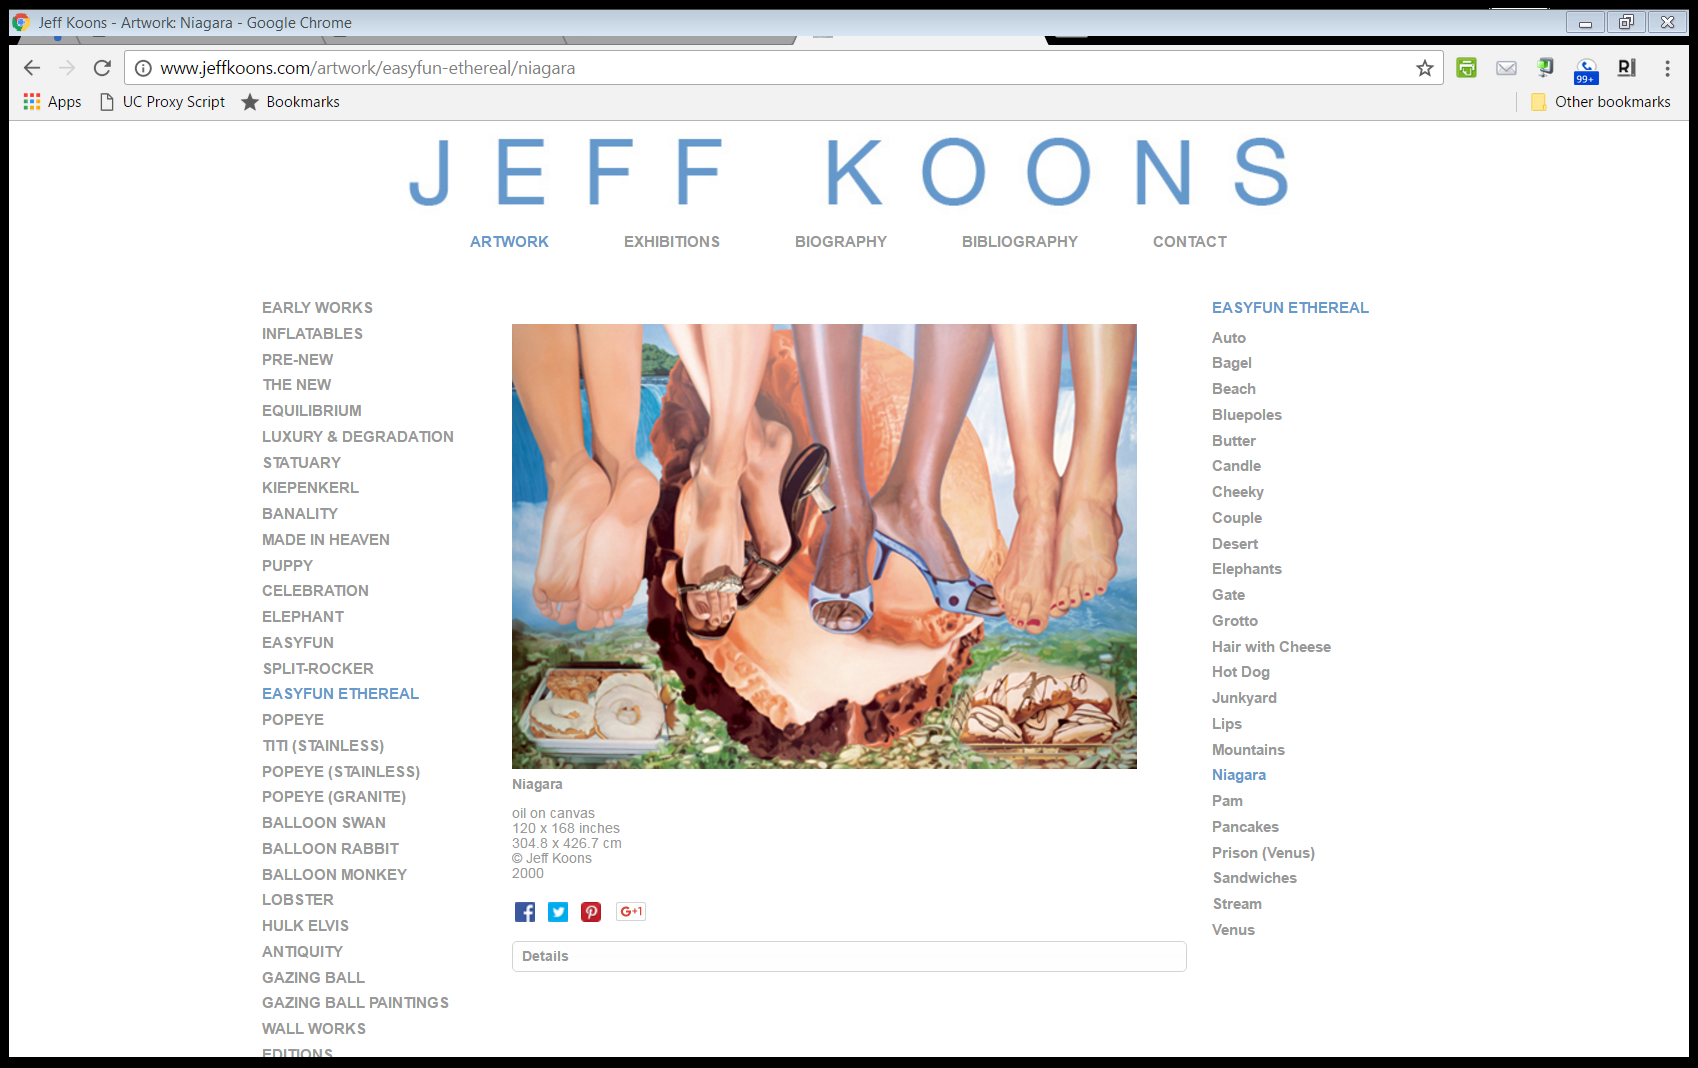 Jeff Koons - Artwork: Niagara - Google Chrome
www.jeffkoons.com/artwork/easyfun-ethereal/niagara
99+
R
Apps
UC Proxy Script
Bookmarks
Other bookmarks
JEFF KOONS
ARTWORK
EXHIBITIONS
BIOGRAPHY
BIBLIOGRAPHY
CONTACT
EARLY WORKS
INFLATABLES
PRE-NEW
THE NEW
EQUILIBRIUM
LUXURY & DEGRADATION
STATUARY
KIEPENKERL
BANALITY
MADE IN HEAVEN
PUPPY
CELEBRATION
ELEPHANT
EASYFUN
SPLIT-ROCKER
EASYFUN ETHEREAL
POPEYE
TITI (STAINLESS)
POPEYE (STAINLESS)
POPEYE (GRANITE)
BALLOON SWAN
BALLOON RABBIT
BALLOON MONKEY
LOBSTER
HULK ELVIS
ANTIQUITY
GAZING BALL
GAZING BALL PAINTINGS
WALL WORKS
EDITIONS
Niagara
oil on canvas
120 x 168 inches
304.8 x 426.7 cm
© Jeff Koons
2000
G+1
Details
EASYFUN ETHEREAL
Auto
Bagel
Beach
Bluepoles
Butter
Candle
Cheeky
Couple
Desert
Elephants
Gate
Grotto
Hair with Cheese
Hot Dog
Junkyard
Lips
Mountains
Niagara
Pam
Pancakes
Prison (Venus)
Sandwiches
Stream
Venus